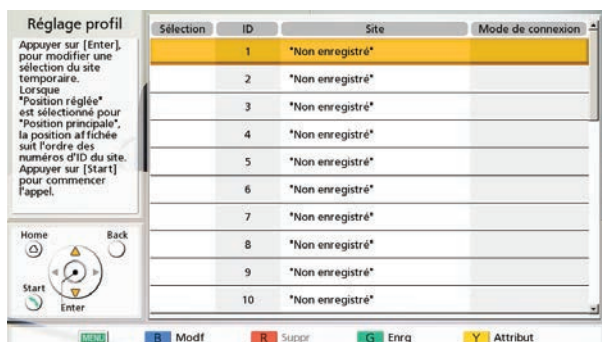 Réglage profil
Appuyer sur [Enter],
pour modifier une
sélection du site
temporaire.
Lorsque
"Position réglée"
est sélectionné pour
"Position principale",
la position affichée
suit l'ordre des
numéros d'ID du site.
Appuyer sur [Start]
pour commencer
l'appel.
Home Back
Start
Enter
Sélection ID Site Mode de connexion
1 "Non enregistré"
2 "Non enregistré"
3 "Non enregistré"
4 "Non enregistré"
5 "Non enregistré"
6 "Non enregistré"
7 "Non enregistré"
8 "Non enregistré"
9 "Non enregistré"
10 "Non enregistré"
MENU B Modf R Suppr G Enrg Y Attribut